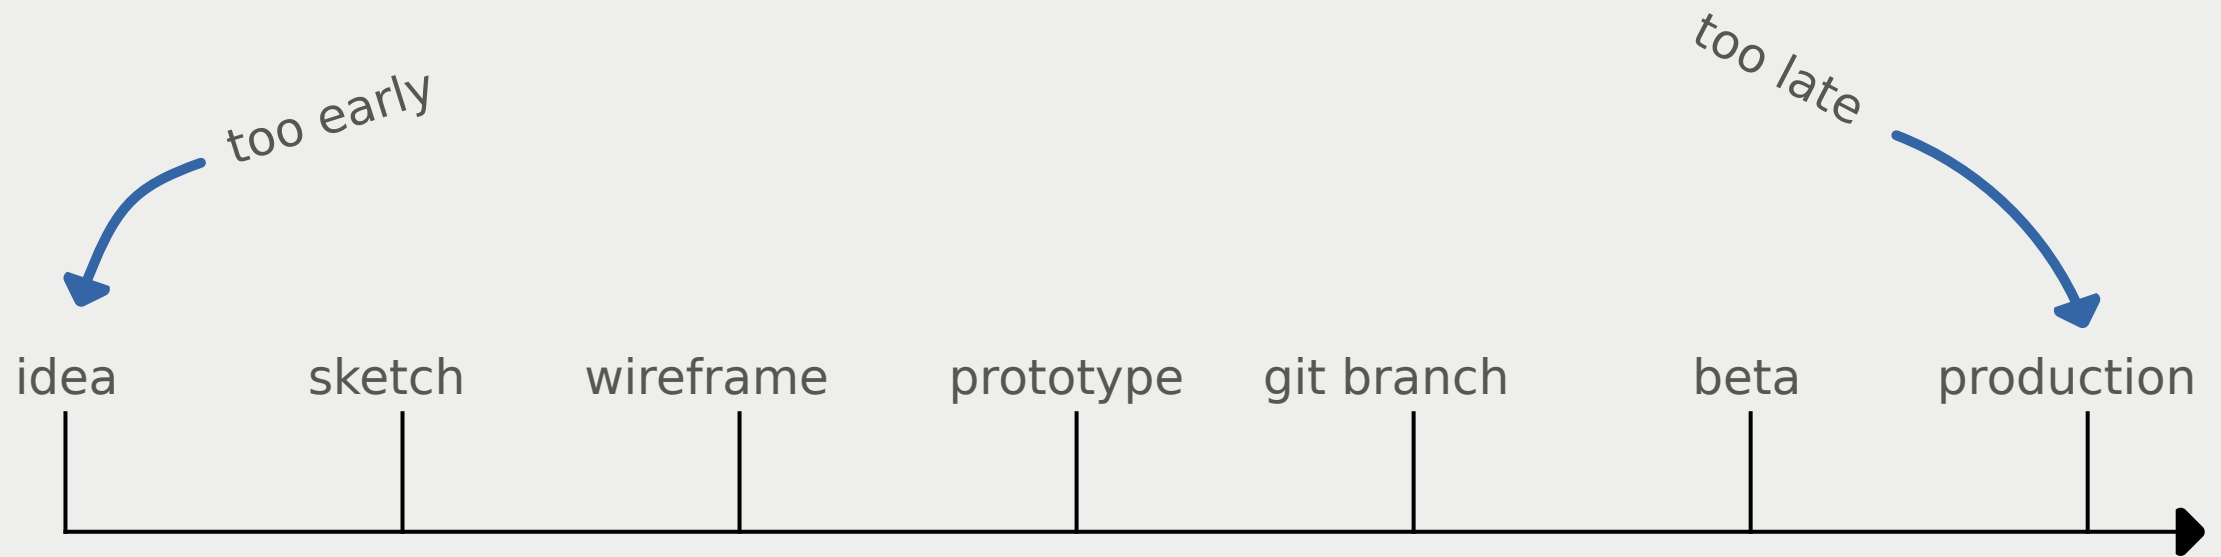 too early
too late
idea
sketch
wireframe
prototype
git branch
beta
production